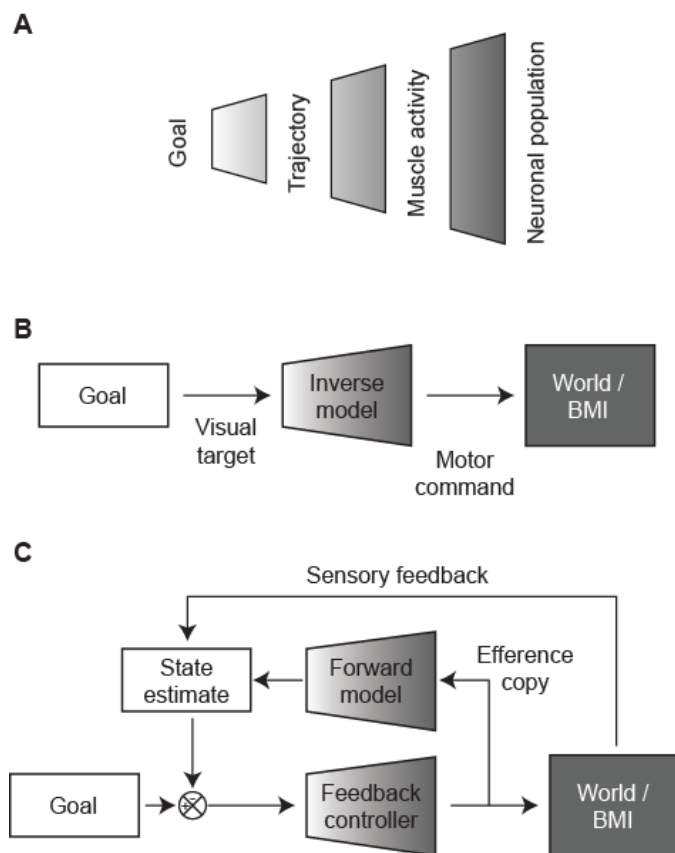 A
Goal
Trajectory
Muscle activity
Neuronal population
B
Goal
Visual
target
Inverse
model
Motor
command
World /
BMI
C
Sensory feedback
State
estimate
Forward
model
Efference
copy
Goal
+
−
Feedback
controller
World /
BMI